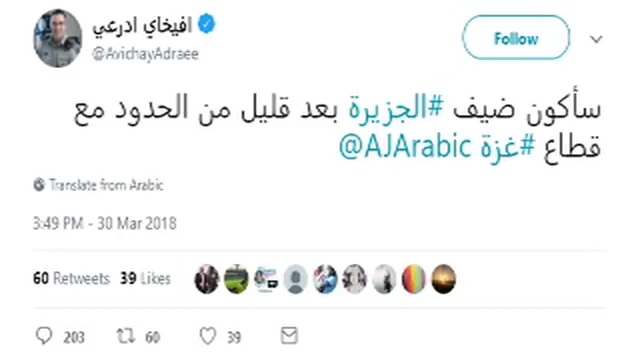 افيخاي ادرعي
@AvichayAdraee
Follow
سأكون ضيف #الجزيرة بعد قليل من الحدود مع
قطاع #غزة @AJArabic
Translate from Arabic
3:49 PM - 30 Mar 2018
60 Retweets 39 Likes
203 60 39